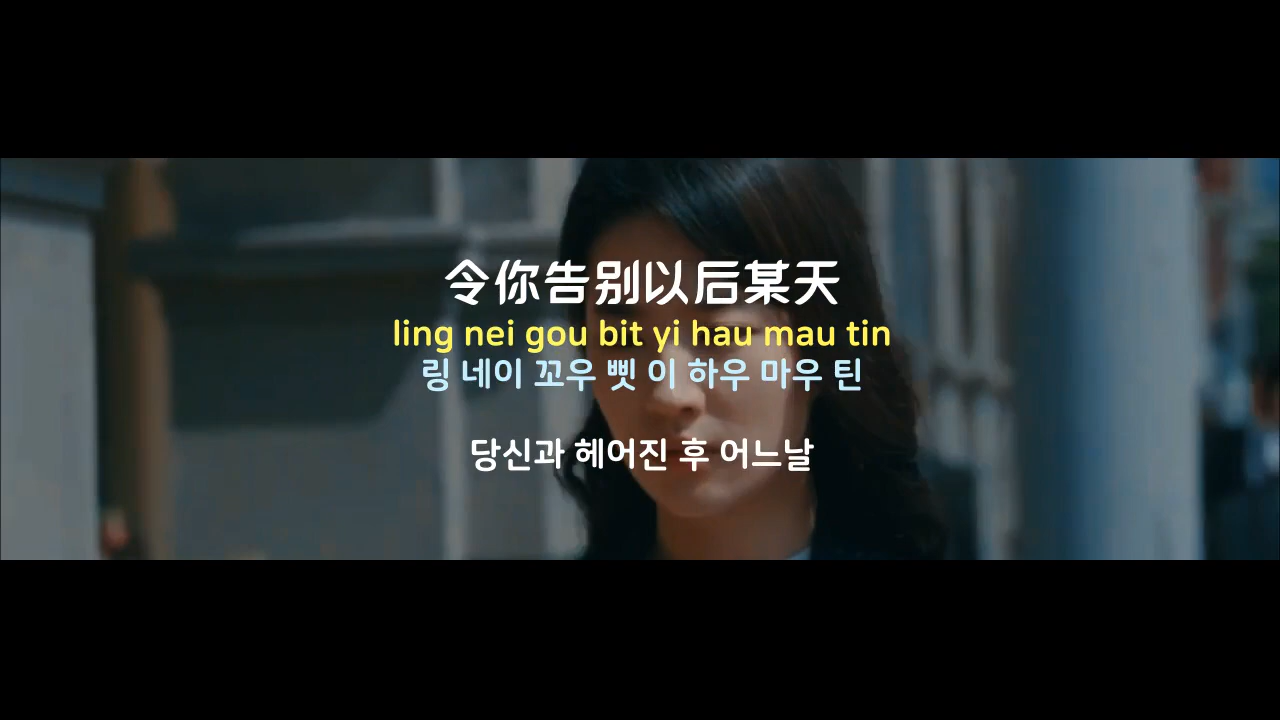 令你告别以后某天
ling nei gou bit yi hau mau tin
링 네이 꼬우 삣 이 하우 마우 틴
당신과 헤어진 후 어느날